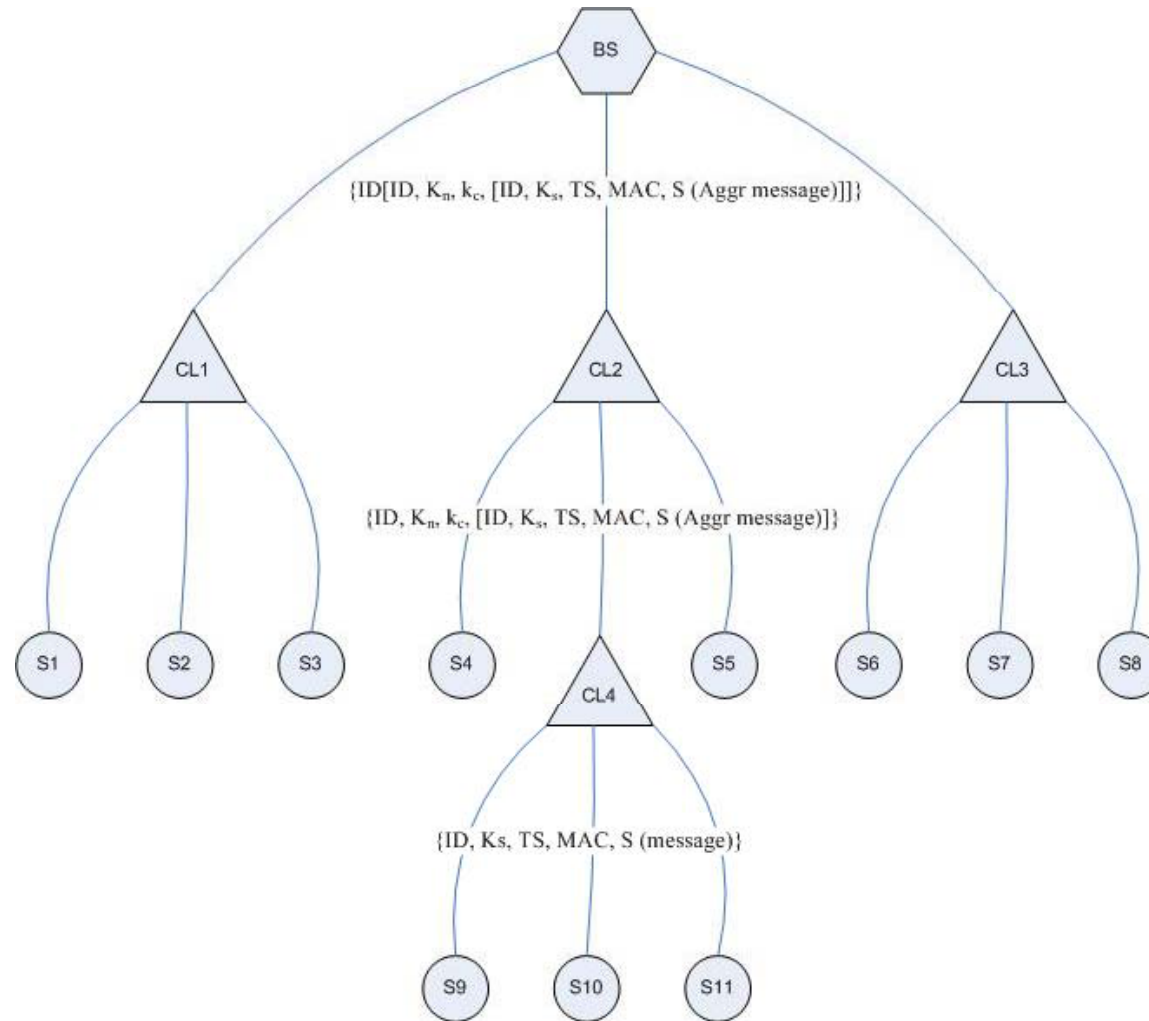 BS
{ID[ID, Kₙ, k꜀, [ID, Kₛ, TS, MAC, S (Aggr message)]]}
CL1
CL2
CL3
{ID, Kₙ, k꜀, [ID, Kₛ, TS, MAC, S (Aggr message)]}
S1
S2
S3
S4
S5
S6
S7
S8
CL4
{ID, Ks, TS, MAC, S (message)}
S9
S10
S11